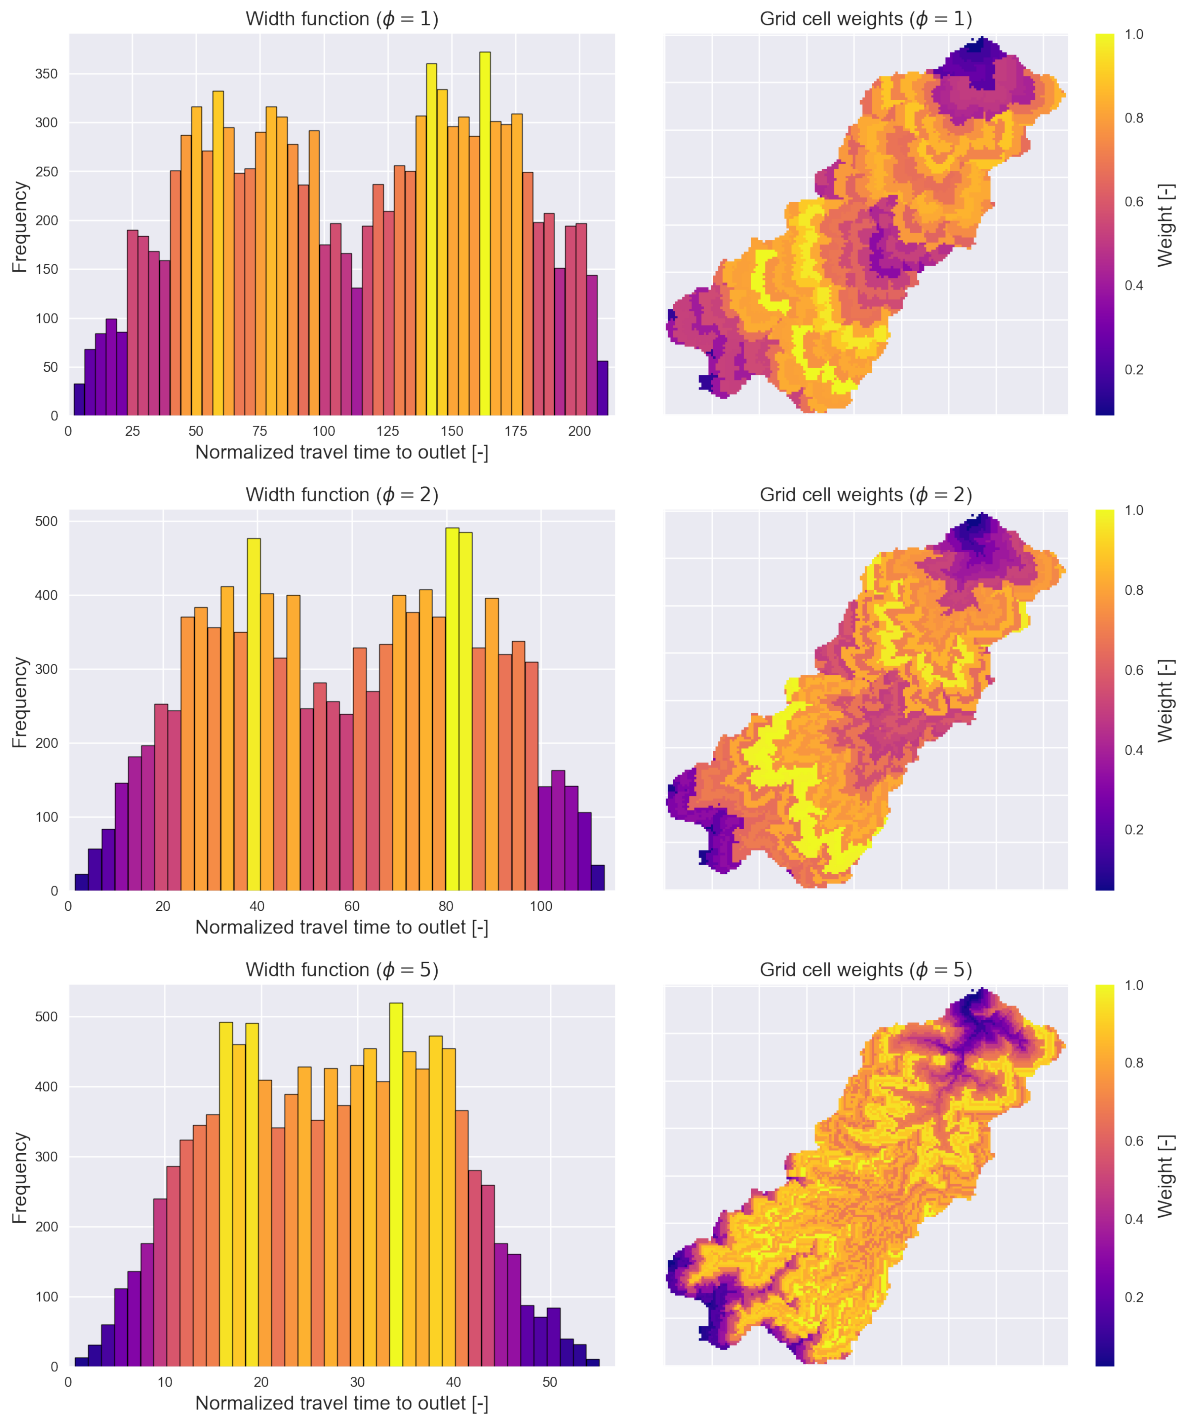 Width function (ϕ = 1)
Frequency
350
300
250
200
150
100
50
0
0 25 50 75 100 125 150 175 200
Normalized travel time to outlet [-]
Grid cell weights (ϕ = 1)
1.0
0.8
0.6
0.4
0.2
Weight [-]
Width function (ϕ = 2)
Frequency
500
400
300
200
100
0
0 20 40 60 80 100
Normalized travel time to outlet [-]
Grid cell weights (ϕ = 2)
1.0
0.8
0.6
0.4
0.2
Weight [-]
Width function (ϕ = 5)
Frequency
500
400
300
200
100
0
0 10 20 30 40 50
Normalized travel time to outlet [-]
Grid cell weights (ϕ = 5)
1.0
0.8
0.6
0.4
0.2
Weight [-]